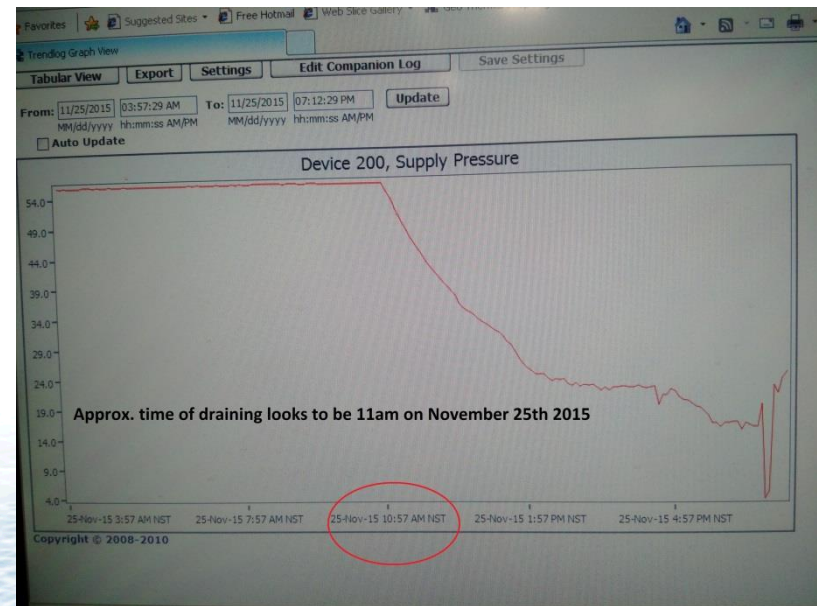 Favorites Suggested Sites Free Hotmail Web Slice Gallery
Trendlog Graph View
Tabular View Export Settings Edit Companion Log Save Settings
From: 11/25/2015 03:57:29 AM To: 11/25/2015 07:12:29 PM Update
MM/dd/yyyy hh:mm:ss AM/PM MM/dd/yyyy hh:mm:ss AM/PM
Auto Update
Device 200, Supply Pressure
54.0
49.0
44.0
39.0
34.0
29.0
24.0
19.0
Approx. time of draining looks to be 11am on November 25th 2015
14.0
9.0
4.0
25-Nov-15 3:57 AM NST 25-Nov-15 7:57 AM NST 25-Nov-15 10:57 AM NST 25-Nov-15 1:57 PM NST 25-Nov-15 4:57 PM NST
Copyright © 2008-2010